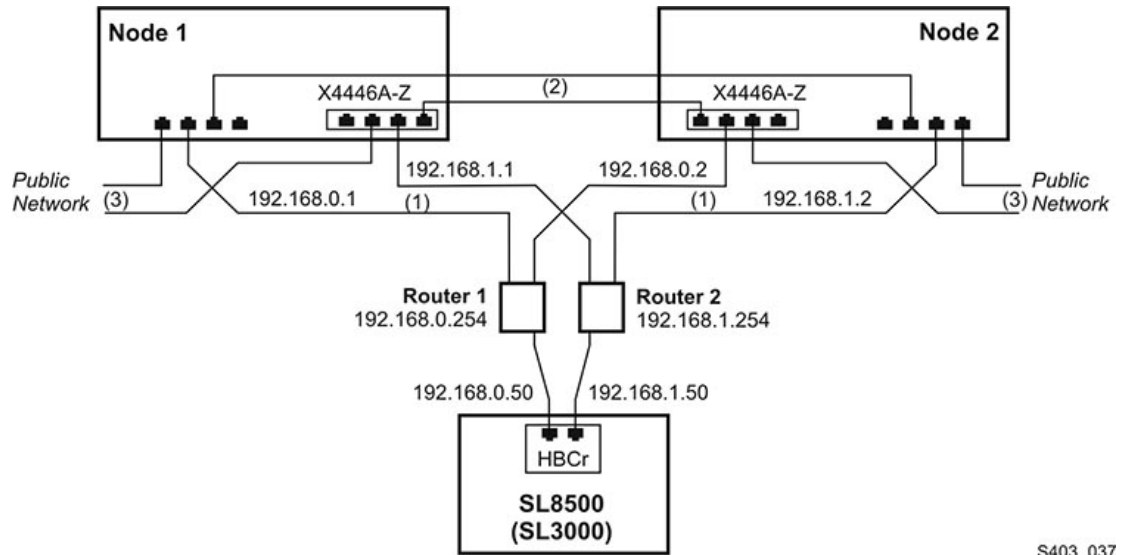 Node 1
Node 2
X4446A-Z
(2)
X4446A-Z
Public
Network
(3)
192.168.0.1
(1)
192.168.1.1
192.168.0.2
(1)
192.168.1.2
(3)
Public
Network
Router 1
192.168.0.254
Router 2
192.168.1.254
192.168.0.50
192.168.1.50
HBCr
SL8500
(SL3000)
S403_037